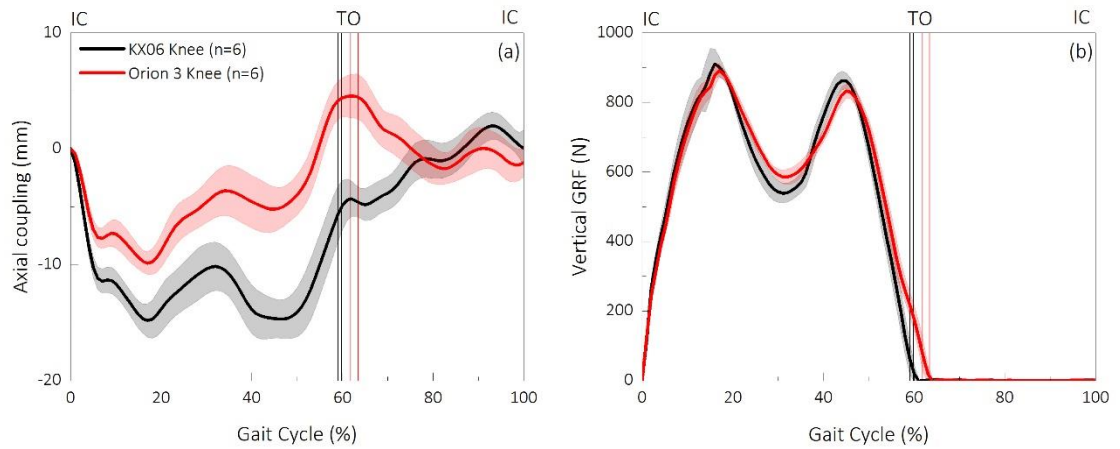 IC TO IC
10
KX06 Knee (n=6)
Orion 3 Knee (n=6)
(a)
0
-10
-20
0 20 40 60 80 100
Axial coupling (mm)
Gait Cycle (%)
IC TO IC
1000
(b)
800
600
400
200
0
0 20 40 60 80 100
Vertical GRF (N)
Gait Cycle (%)